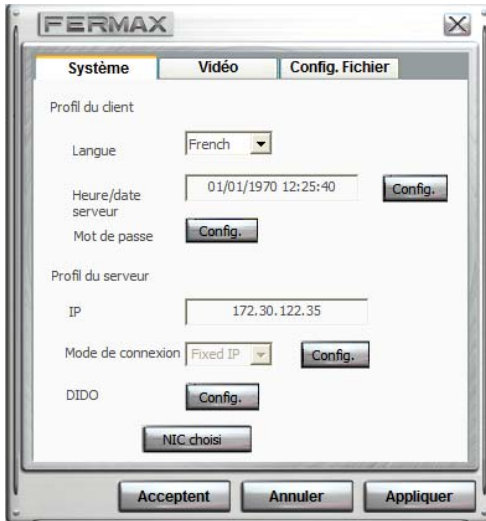 FERMAX
Système Vidéo Config. Fichier
Profil du client
Langue French
Heure/date serveur 01/01/1970 12:25:40 Config.
Mot de passe Config.
Profil du serveur
IP 172.30.122.35
Mode de connexion Fixed IP Config.
DIDO Config.
NIC choisi
Acceptent Annuler Appliquer